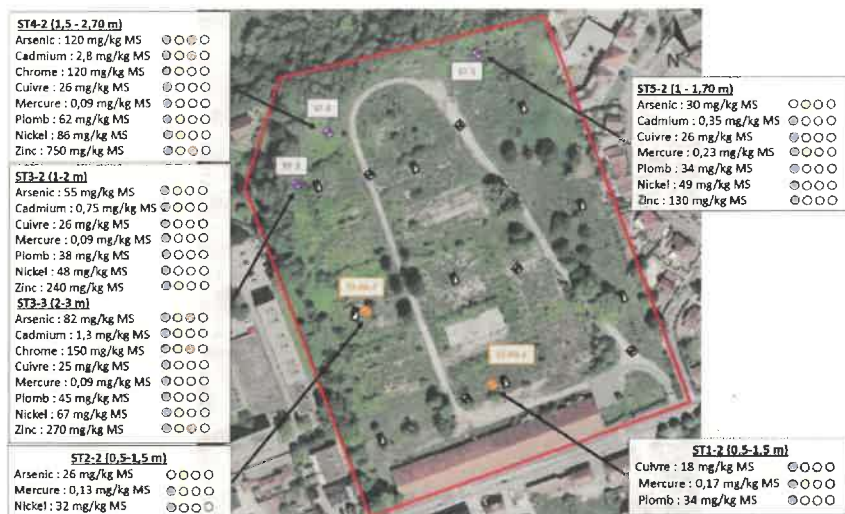 ST4-2 (1,5 - 2,70 m)
Arsenic : 120 mg/kg MS
Cadmium : 2,8 mg/kg MS
Chrome : 120 mg/kg MS
Cuivre : 26 mg/kg MS
Mercure : 0,09 mg/kg MS
Plomb : 62 mg/kg MS
Nickel : 86 mg/kg MS
Zinc : 750 mg/kg MS
ST3-2 (1-2 m)
Arsenic : 55 mg/kg MS
Cadmium : 0,75 mg/kg MS
Cuivre : 26 mg/kg MS
Mercure : 0,09 mg/kg MS
Plomb : 38 mg/kg MS
Nickel : 48 mg/kg MS
Zinc : 240 mg/kg MS
ST3-3 (2-3 m)
Arsenic : 82 mg/kg MS
Cadmium : 1,3 mg/kg MS
Chrome : 150 mg/kg MS
Cuivre : 25 mg/kg MS
Mercure : 0,09 mg/kg MS
Plomb : 45 mg/kg MS
Nickel : 67 mg/kg MS
Zinc : 270 mg/kg MS
ST2-2 (0,5-1,5 m)
Arsenic : 26 mg/kg MS
Mercure : 0,13 mg/kg MS
Nickel : 32 mg/kg MS
N
ST5-2 (1 - 1,70 m)
Arsenic : 30 mg/kg MS
Cadmium : 0,35 mg/kg MS
Cuivre : 26 mg/kg MS
Mercure : 0,23 mg/kg MS
Plomb : 34 mg/kg MS
Nickel : 49 mg/kg MS
Zinc : 130 mg/kg MS
ST1-2 (0,5-1,5 m)
Cuivre : 18 mg/kg MS
Mercure : 0,17 mg/kg MS
Plomb : 34 mg/kg MS